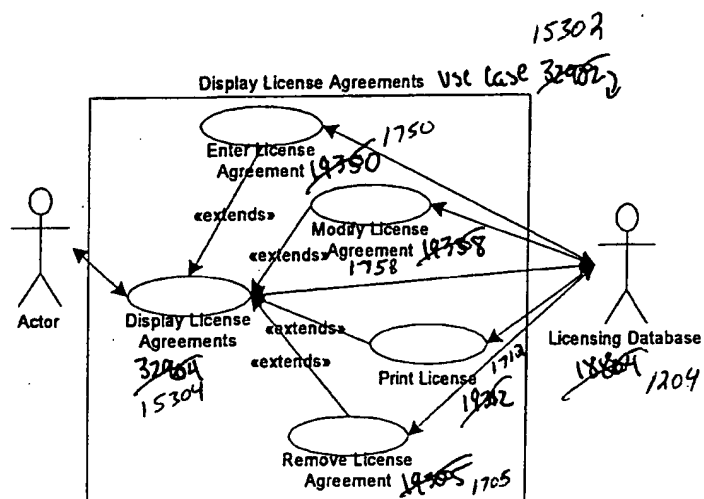 15302
Display License Agreements use case
Enter License
Agreement 1750
«extends»
Modify License
Agreement
1758
«extends»
Actor
Display License
Agreements
15304
«extends»
«extends»
Print License
1712
Licensing Database
1204
Remove License
Agreement 1705